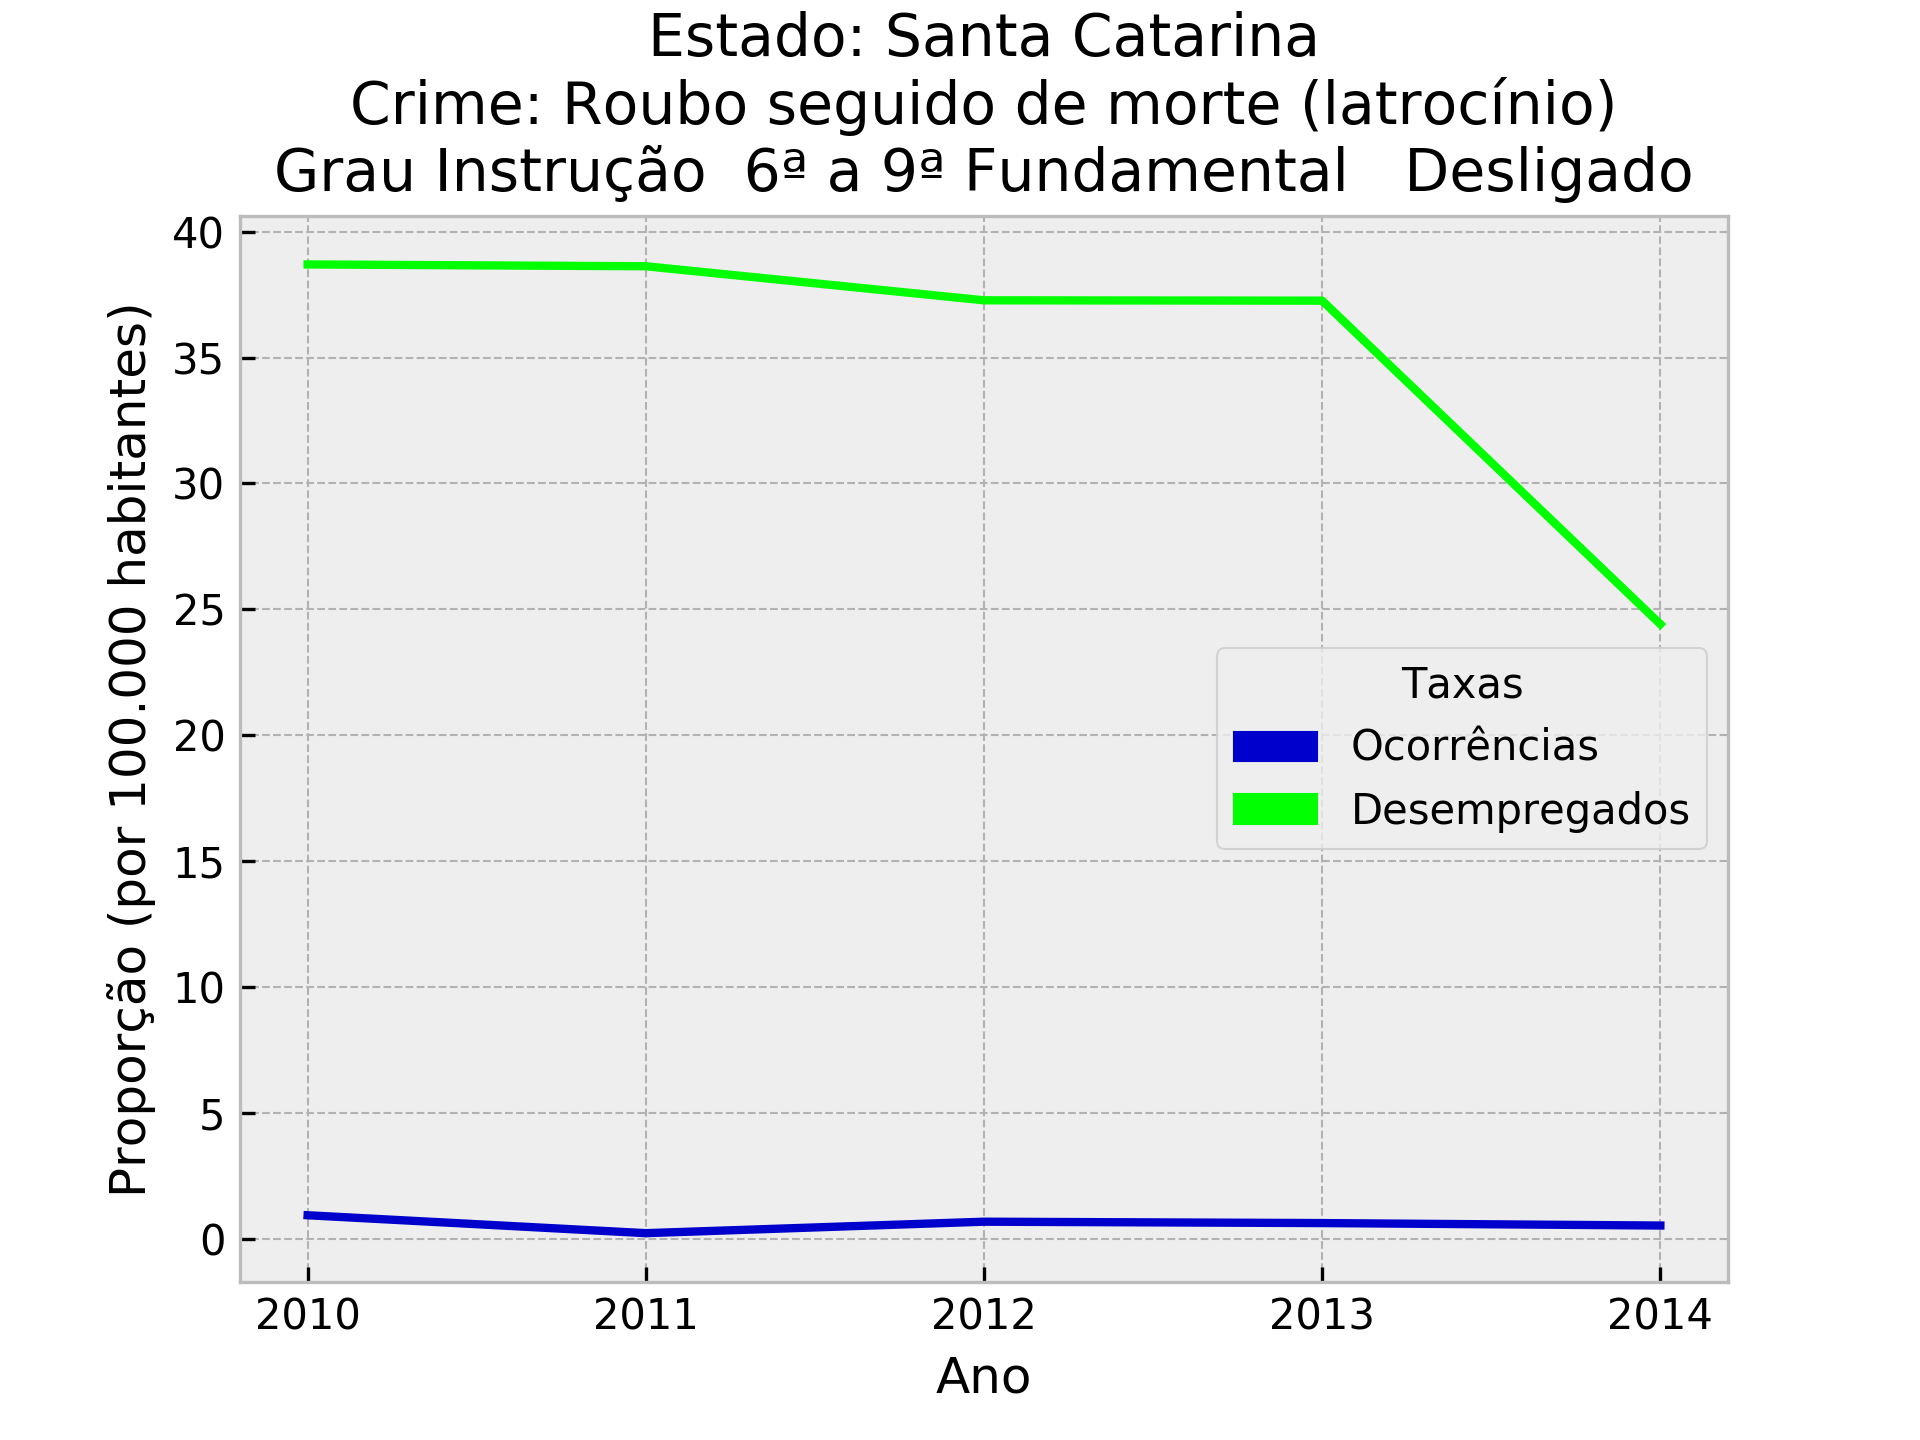 Estado: Santa Catarina
Crime: Roubo seguido de morte (latrocínio)
Grau Instrução  6ª a 9ª Fundamental   Desligado
Proporção (por 100.000 habitantes)
40
35
30
25
20
15
10
5
0
Taxas
Ocorrências
Desempregados
2010 2011 2012 2013 2014
Ano